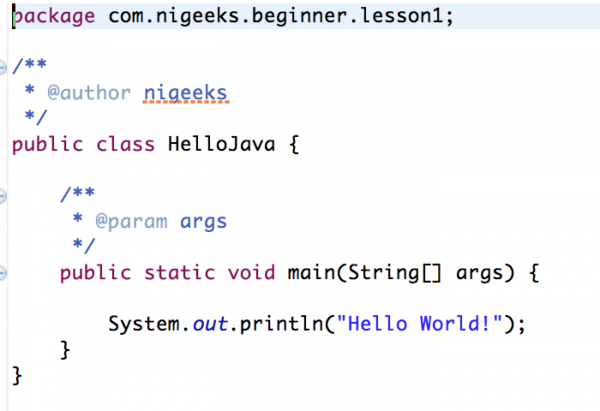 package com.nigeeks.beginner.lesson1;
/**
 * @author nigeeks
 */
public class HelloJava {
    /**
     * @param args
     */
    public static void main(String[] args) {
        System.out.println("Hello World!");
    }
}